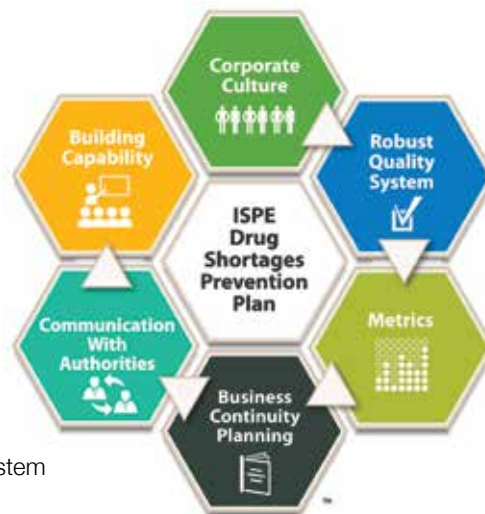 Corporate
Culture
Building
Capability
Robust
Quality
System
ISPE
Drug
Shortages
Prevention
Plan
Communication
With
Authorities
Metrics
Business
Continuity
Planning
stem